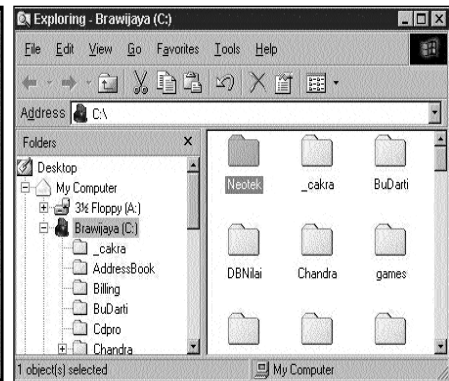 Exploring - Brawijaya (C:)
File Edit View Go Favorites Tools Help
Address C:\
Folders
Desktop
My Computer
3½ Floppy (A:)
Brawijaya (C:)
_cakra
AddressBook
Billing
BuDarti
Cdpro
Chandra
Neotek _cakra BuDarti
DBNilai Chandra games
1 object(s) selected My Computer